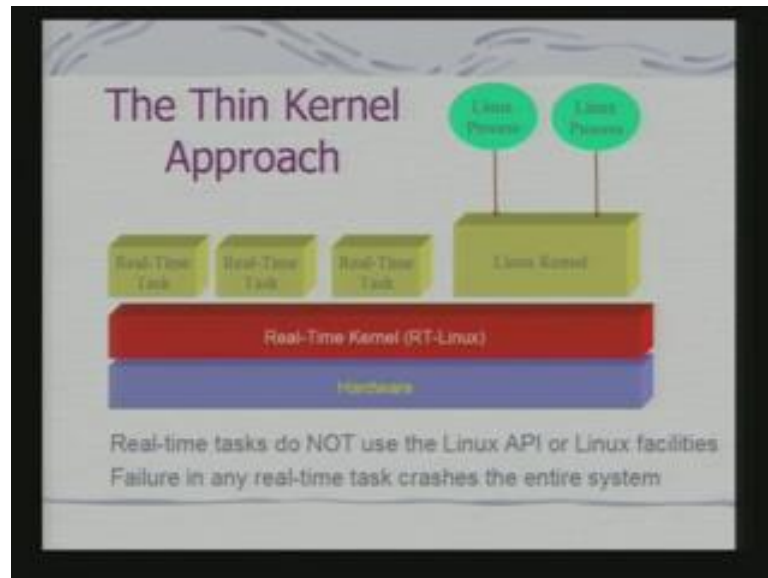 The Thin Kernel
Approach
Linux
Process
Linux
Process
Real-Time
Task
Real-Time
Task
Real-Time
Task
Linux Kernel
Real-Time Kernel (RT-Linux)
Hardware
Real-time tasks do NOT use the Linux API or Linux facilities
Failure in any real-time task crashes the entire system